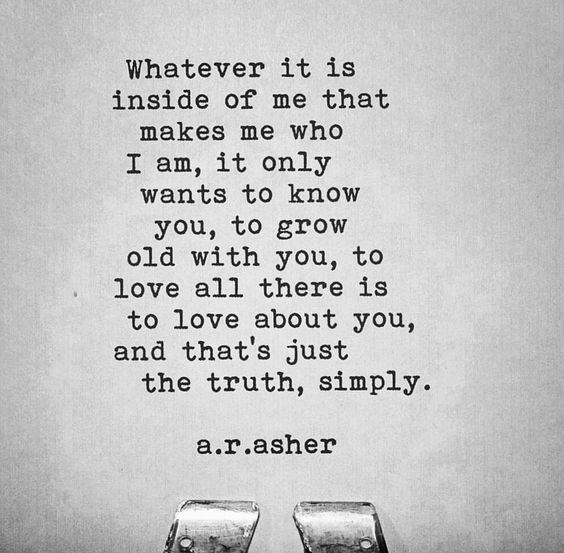 Whatever it is
inside of me that
makes me who
I am, it only
wants to know
you, to grow
old with you, to
love all there is
to love about you,
and that's just
the truth, simply.
a.r.asher